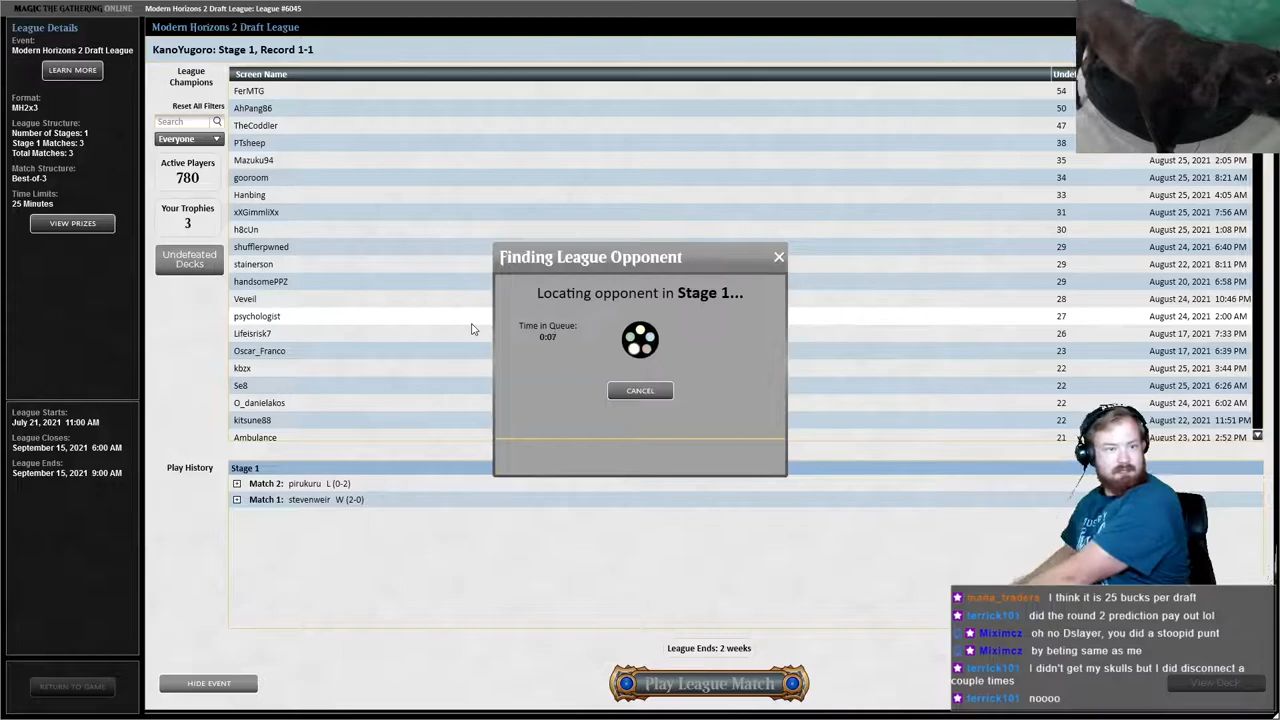 MAGIC THE GATHERING ONLINE
Modern Horizons 2 Draft League: League #6045
League Details
Event:
Modern Horizons 2 Draft League
LEARN MORE
Format:
MH2x3
League Structure:
Number of Stages: 1
Stage 1 Matches: 3
Total Matches: 3
Match Structure:
Best-of-3
Time Limits:
25 Minutes
VIEW PRIZES
League Starts:
July 21, 2021 11:00 AM
League Closes:
September 15, 2021 6:00 AM
League Ends:
September 15, 2021 9:00 AM
RETURN TO GAME
Modern Horizons 2 Draft League
KanoYugoro: Stage 1, Record 1-1
League
Champions
Reset All Filters
Search
Everyone
Active Players
780
Your Trophies
3
Undefeated
Decks
Screen Name
FerMTG 54
AhPang86 50
TheCoddler 47
PTsheep 38
Mazuku94 35 August 25, 2021 2:05 PM
gooroom 34 August 25, 2021 8:21 AM
Hanbing 33 August 25, 2021 4:05 AM
xXGimmliXx 31 August 25, 2021 7:56 AM
h8cUn 30 August 25, 2021 1:08 PM
shufflerpwned 29 August 24, 2021 6:40 PM
stainerson 29 August 22, 2021 8:11 PM
handsomePPZ 29 August 20, 2021 6:58 PM
Veveil 28 August 24, 2021 10:46 PM
psychologist 27 August 24, 2021 2:00 AM
Lifeisrisk7 26 August 17, 2021 7:33 PM
Oscar_Franco 23 August 17, 2021 6:39 PM
kbzx 22 August 25, 2021 3:44 PM
Se8 22 August 25, 2021 6:26 AM
O_danielakos 22 August 24, 2021 6:02 AM
kitsune88 22 August 22, 2021 11:51 PM
Ambulance 21 August 23, 2021 2:52 PM
Finding League Opponent
Locating opponent in Stage 1...
Time in Queue:
0:07
CANCEL
Play History
Stage 1
Match 2: pirukuru L (0-2)
Match 1: stevenweir W (2-0)
League Ends: 2 weeks
HIDE EVENT
Play League Match
View Deck
mana_traders I think it is 25 bucks per draft
terrick101 did the round 2 prediction pay out lol
Miximcz oh no Dslayer, you did a stoopid punt
Miximcz by beting same as me
terrick101 I didn't get my skulls but I did disconnect a
couple times
terrick101 noooo